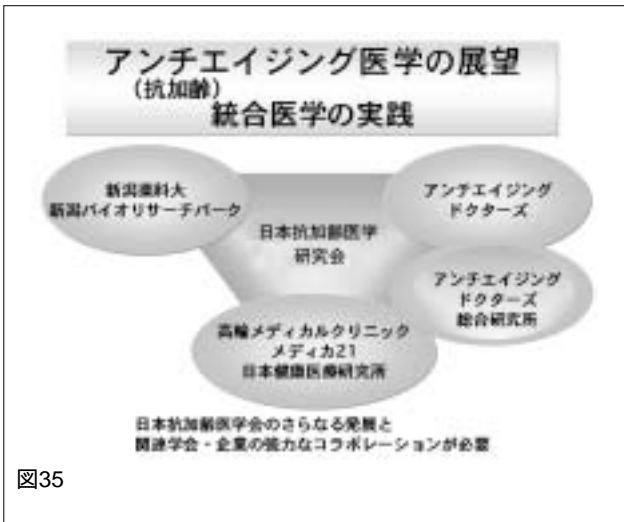 アンチエイジング医学の展望
（抗加齢）
統合医学の実践
新潟薬科大
新潟バイオリサーチパーク
日本抗加齢医学
研究会
アンチエイジング
ドクターズ
アンチエイジング
ドクターズ
総合研究所
高輪メディカルクリニック
メディカ21
日本健康医療研究所
日本抗加齢医学会のさらなる発展と
関連学会・企業の強力なコラボレーションが必要
図35